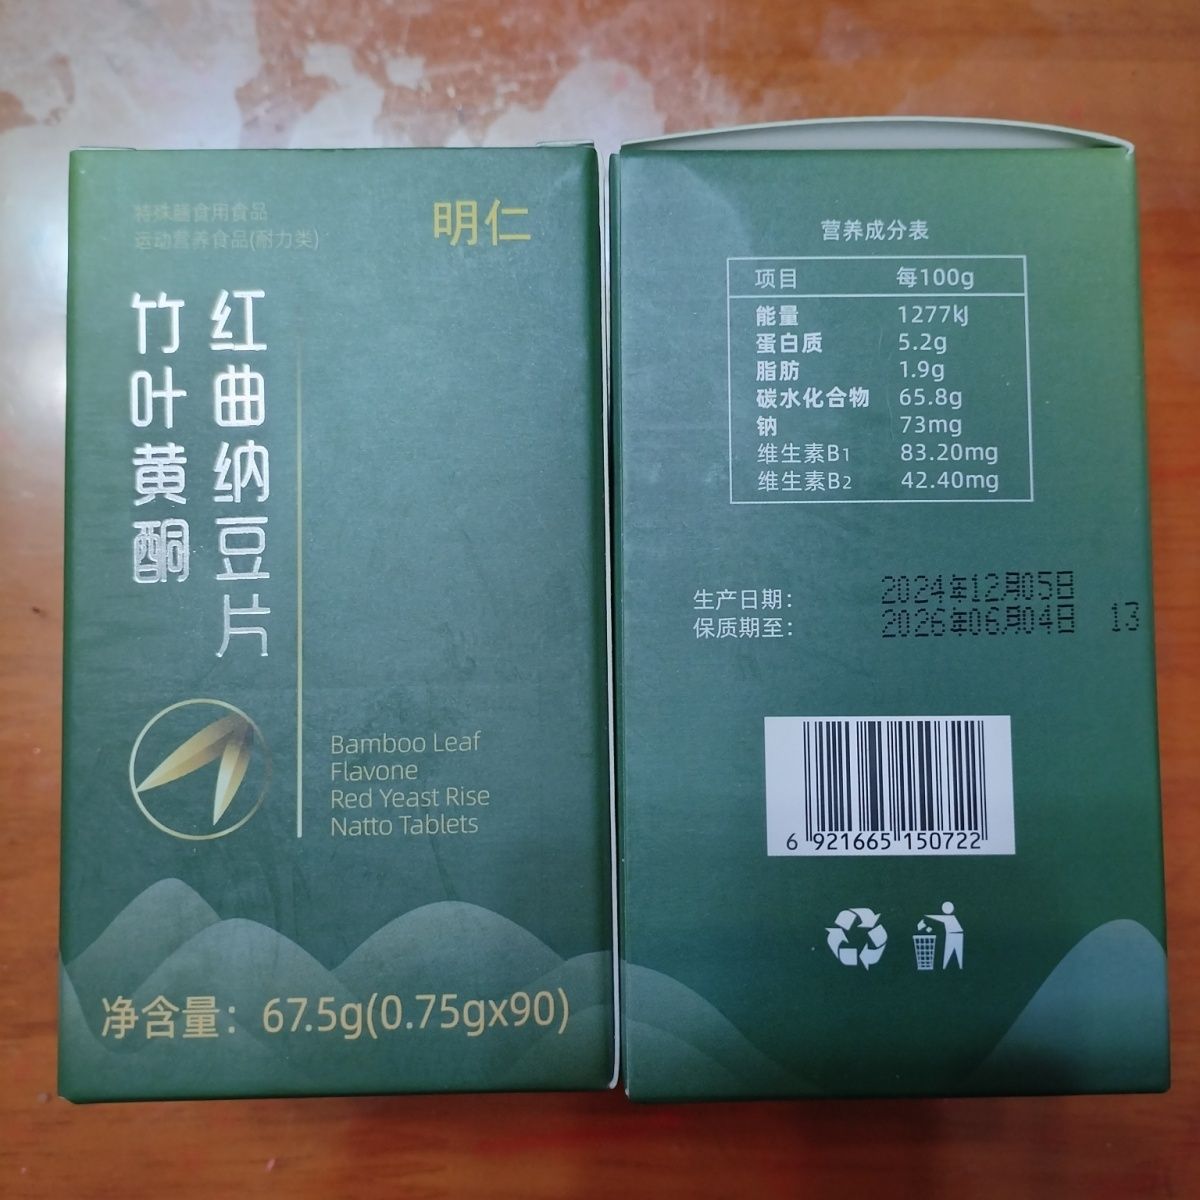 特殊膳食用食品
运动营养食品(耐力类)
明仁
红曲纳豆片
竹叶黄酮
Bamboo Leaf
Flavone
Red Yeast Rise
Natto Tablets
净含量：67.5g(0.75gx90)
营养成分表
项目 每100g
能量 1277kJ
蛋白质 5.2g
脂肪 1.9g
碳水化合物 65.8g
钠 73mg
维生素B1 83.20mg
维生素B2 42.40mg
生产日期： 2024年12月05日
保质期至： 2026年06月04日 13
6 921665 150722